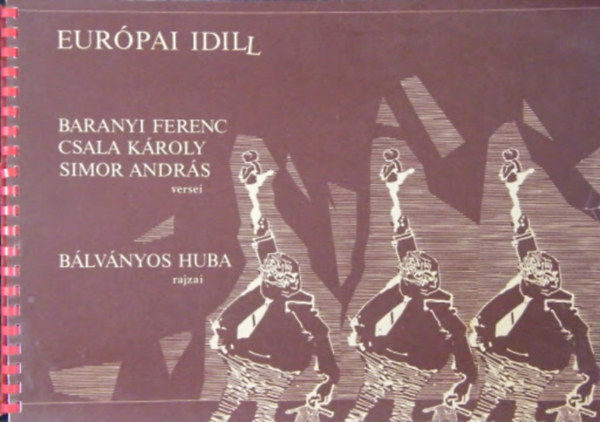 EURÓPAI IDILL
BARANYI FERENC
CSALA KÁROLY
SIMOR ANDRÁS
versei
BÁLVÁNYOS HUBA
rajzai